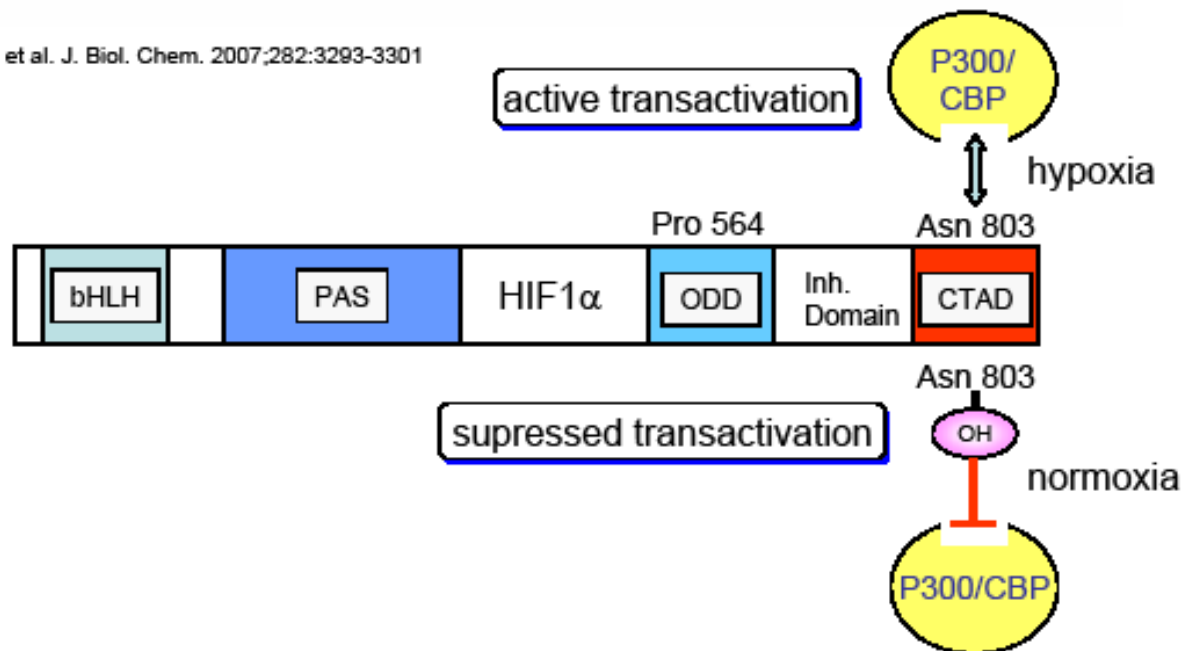 et al. J. Biol. Chem. 2007;282:3293-3301
P300/
CBP
active transactivation
hypoxia
Pro 564
Asn 803
bHLH
PAS
HIF1α
ODD
Inh.
Domain
CTAD
Asn 803
supressed transactivation
OH
normoxia
P300/CBP